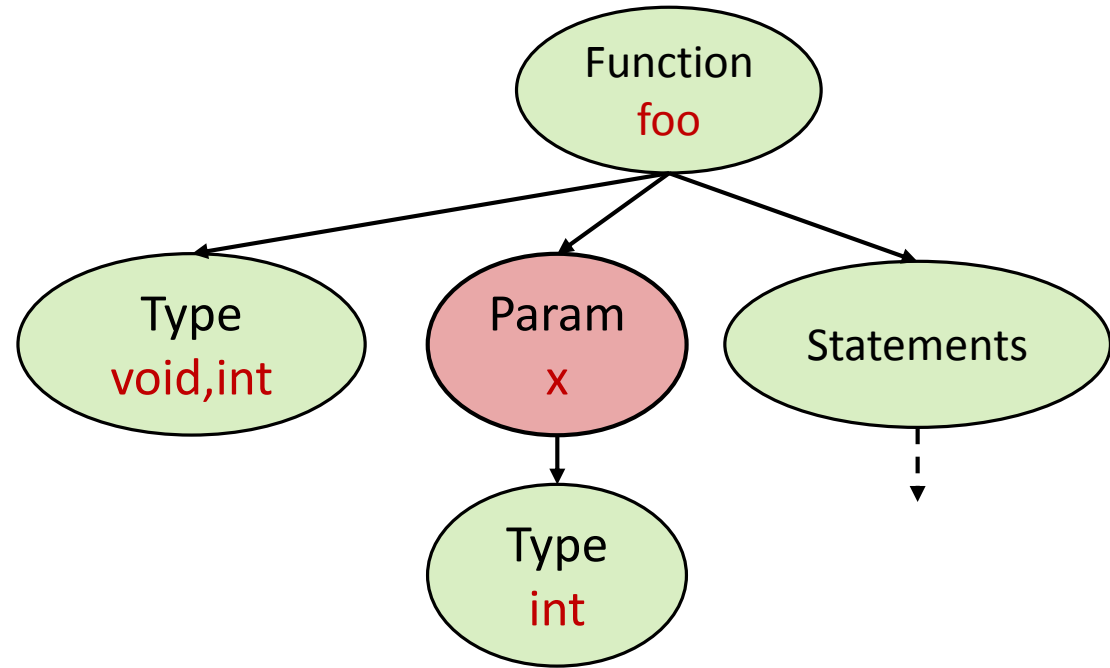 Function
foo
Type
void,int
Param
x
Statements
Type
int